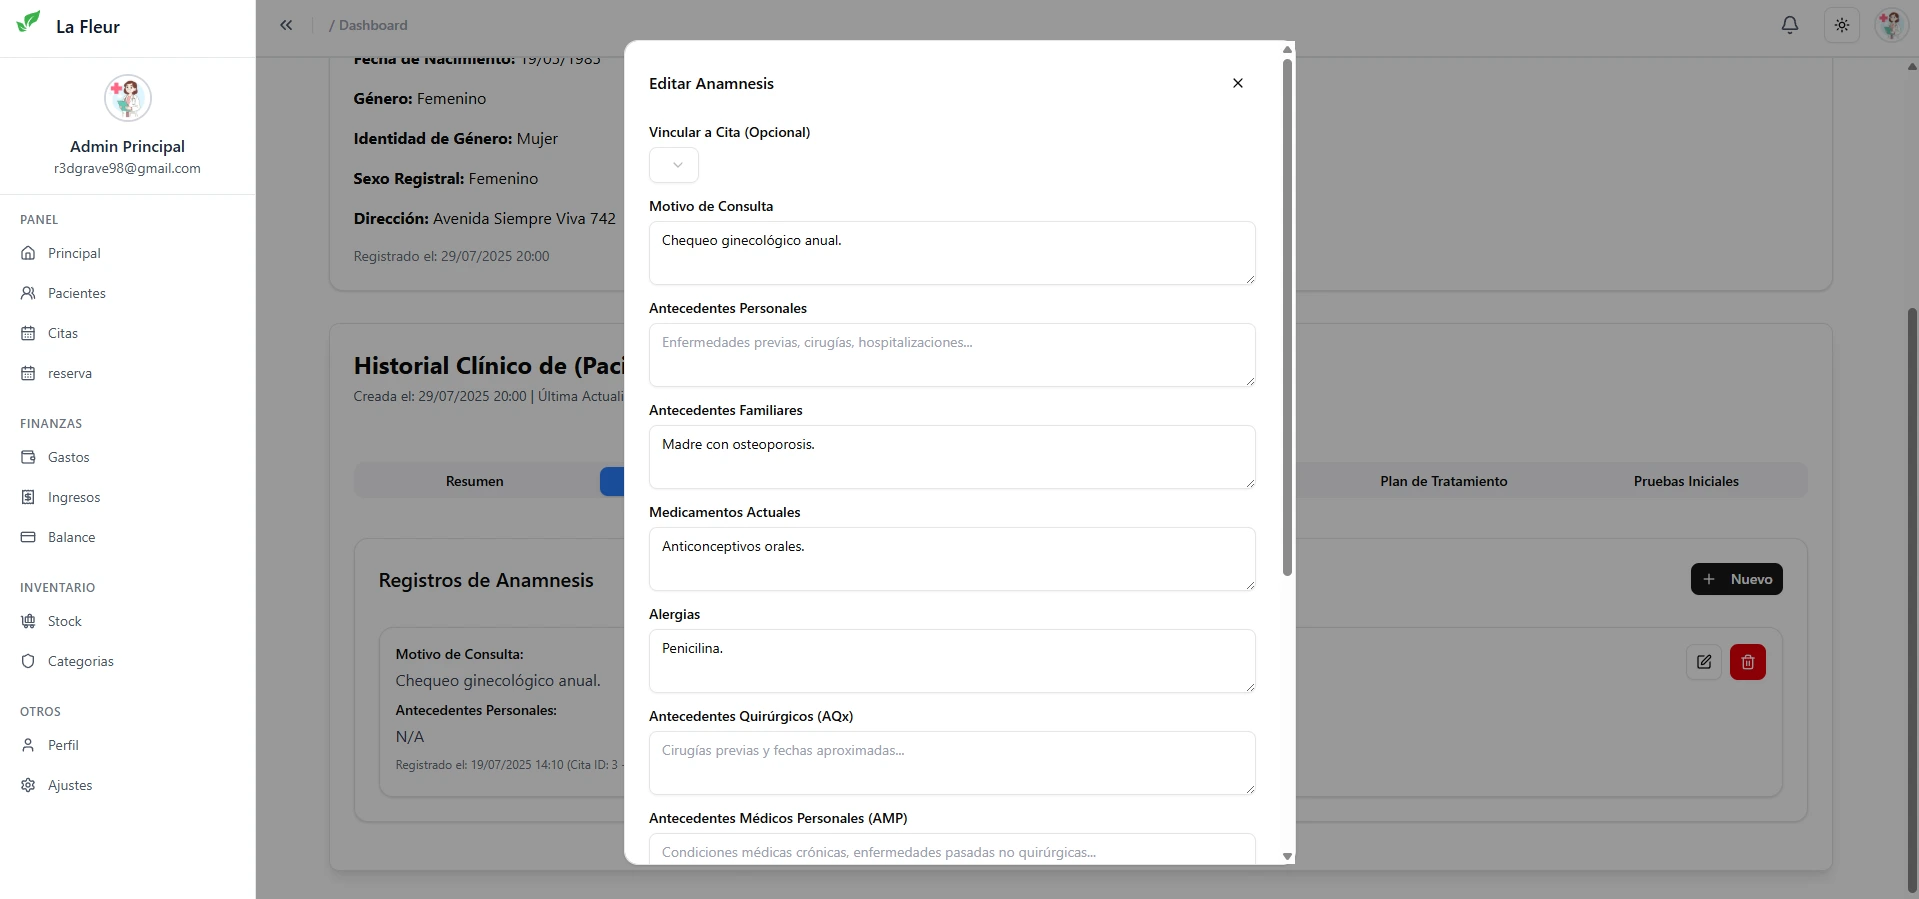 La Fleur
Admin Principal
r3dgrave98@gmail.com
PANEL
Principal
Pacientes
Citas
reserva
FINANZAS
Gastos
Ingresos
Balance
INVENTARIO
Stock
Categorias
OTROS
Perfil
Ajustes
/ Dashboard
Fecha de Nacimiento: 19/05/1985
Género: Femenino
Identidad de Género: Mujer
Sexo Registral: Femenino
Dirección: Avenida Siempre Viva 742
Registrado el: 29/07/2025 20:00
Historial Clínico de (Paci
Creada el: 29/07/2025 20:00 | Última Actuali
Resumen
Plan de Tratamiento
Pruebas Iniciales
Registros de Anamnesis
Nuevo
Motivo de Consulta:
Chequeo ginecológico anual.
Antecedentes Personales:
N/A
Registrado el: 19/07/2025 14:10 (Cita ID: 3 -
Editar Anamnesis
Vincular a Cita (Opcional)
Motivo de Consulta
Chequeo ginecológico anual.
Antecedentes Personales
Enfermedades previas, cirugías, hospitalizaciones...
Antecedentes Familiares
Madre con osteoporosis.
Medicamentos Actuales
Anticonceptivos orales.
Alergias
Penicilina.
Antecedentes Quirúrgicos (AQx)
Cirugías previas y fechas aproximadas...
Antecedentes Médicos Personales (AMP)
Condiciones médicas crónicas, enfermedades pasadas no quirúrgicas...